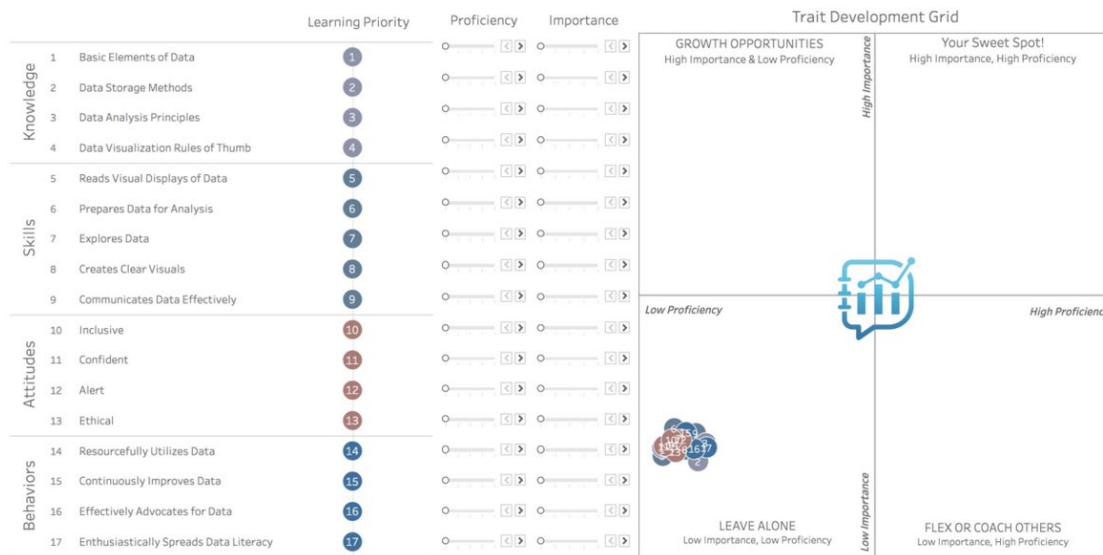 Learning Priority
Proficiency
Importance
Trait Development Grid
Knowledge
1 Basic Elements of Data 1
2 Data Storage Methods 2
3 Data Analysis Principles 3
4 Data Visualization Rules of Thumb 4
Skills
5 Reads Visual Displays of Data 5
6 Prepares Data for Analysis 6
7 Explores Data 7
8 Creates Clear Visuals 8
9 Communicates Data Effectively 9
Attitudes
10 Inclusive 10
11 Confident 11
12 Alert 12
13 Ethical 13
Behaviors
14 Resourcefully Utilizes Data 14
15 Continuously Improves Data 15
16 Effectively Advocates for Data 16
17 Enthusiastically Spreads Data Literacy 17
GROWTH OPPORTUNITIES
High Importance & Low Proficiency
High Importance
Your Sweet Spot!
High Importance, High Proficiency
Low Proficiency
High Proficienc
LEAVE ALONE
Low Importance, Low Proficiency
Low Importance
FLEX OR COACH OTHERS
Low Importance, High Proficiency